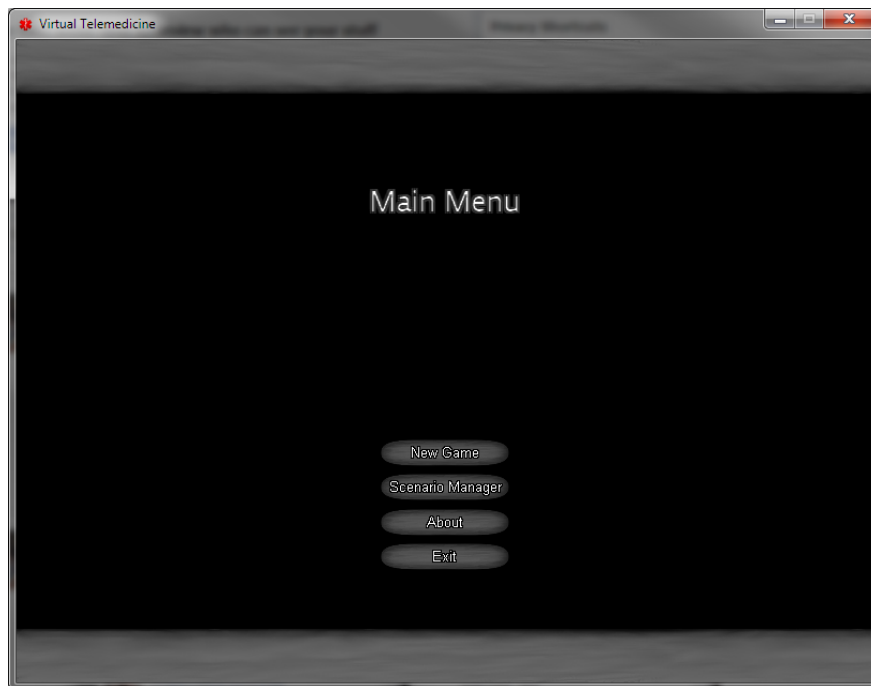 Virtual Telemedicine
Main Menu
New Game
Scenario Manager
About
Exit